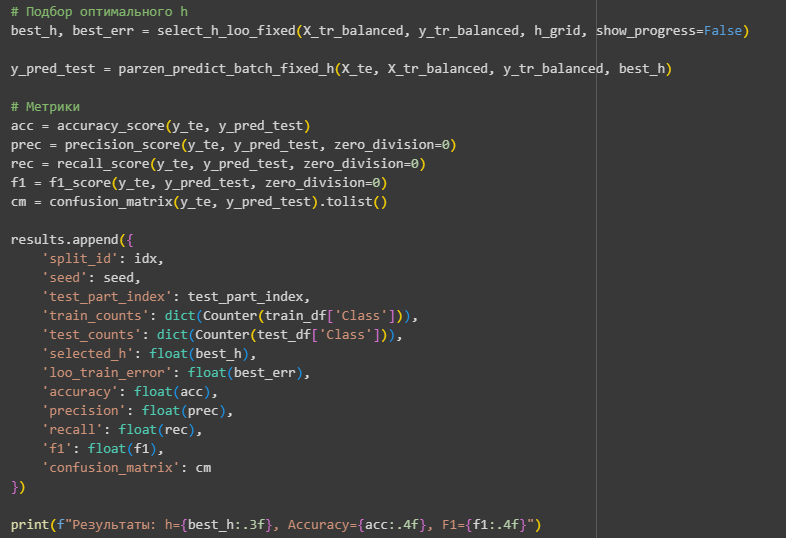 # Подбор оптимального h
best_h, best_err = select_h_loo_fixed(X_tr_balanced, y_tr_balanced, h_grid, show_progress=False)
y_pred_test = parzen_predict_batch_fixed_h(X_te, X_tr_balanced, y_tr_balanced, best_h)
# Метрики
acc = accuracy_score(y_te, y_pred_test)
prec = precision_score(y_te, y_pred_test, zero_division=0)
rec = recall_score(y_te, y_pred_test, zero_division=0)
f1 = f1_score(y_te, y_pred_test, zero_division=0)
cm = confusion_matrix(y_te, y_pred_test).tolist()
results.append({
    'split_id': idx,
    'seed': seed,
    'test_part_index': test_part_index,
    'train_counts': dict(Counter(train_df['Class'])),
    'test_counts': dict(Counter(test_df['Class'])),
    'selected_h': float(best_h),
    'loo_train_error': float(best_err),
    'accuracy': float(acc),
    'precision': float(prec),
    'recall': float(rec),
    'f1': float(f1),
    'confusion_matrix': cm
})
print(f"Результаты: h={best_h:.3f}, Accuracy={acc:.4f}, F1={f1:.4f}")